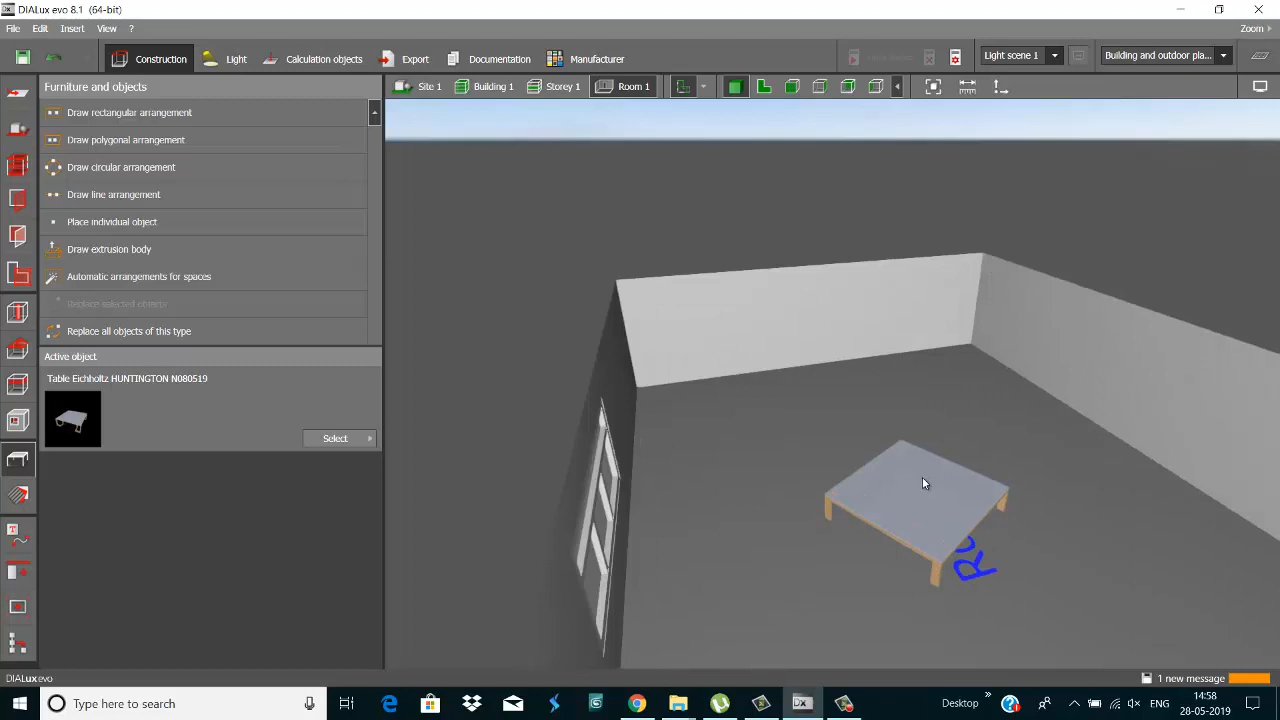 DIALux evo 8.1 (64-bit)
File Edit Insert View ?
Zoom
Construction Light Calculation objects Export Documentation Manufacturer
Light scene 1
Building and outdoor pla...
Furniture and objects
Site 1 Building 1 Storey 1 Room 1
Draw rectangular arrangement
Draw polygonal arrangement
Draw circular arrangement
Draw line arrangement
Place individual object
Draw extrusion body
Automatic arrangements for spaces
Replace selected objects
Replace all objects of this type
Active object
Table Eichholtz HUNTINGTON N080519
Select
DIALux evo
1 new message
Type here to search
Desktop
ENG
14:58
28-05-2019